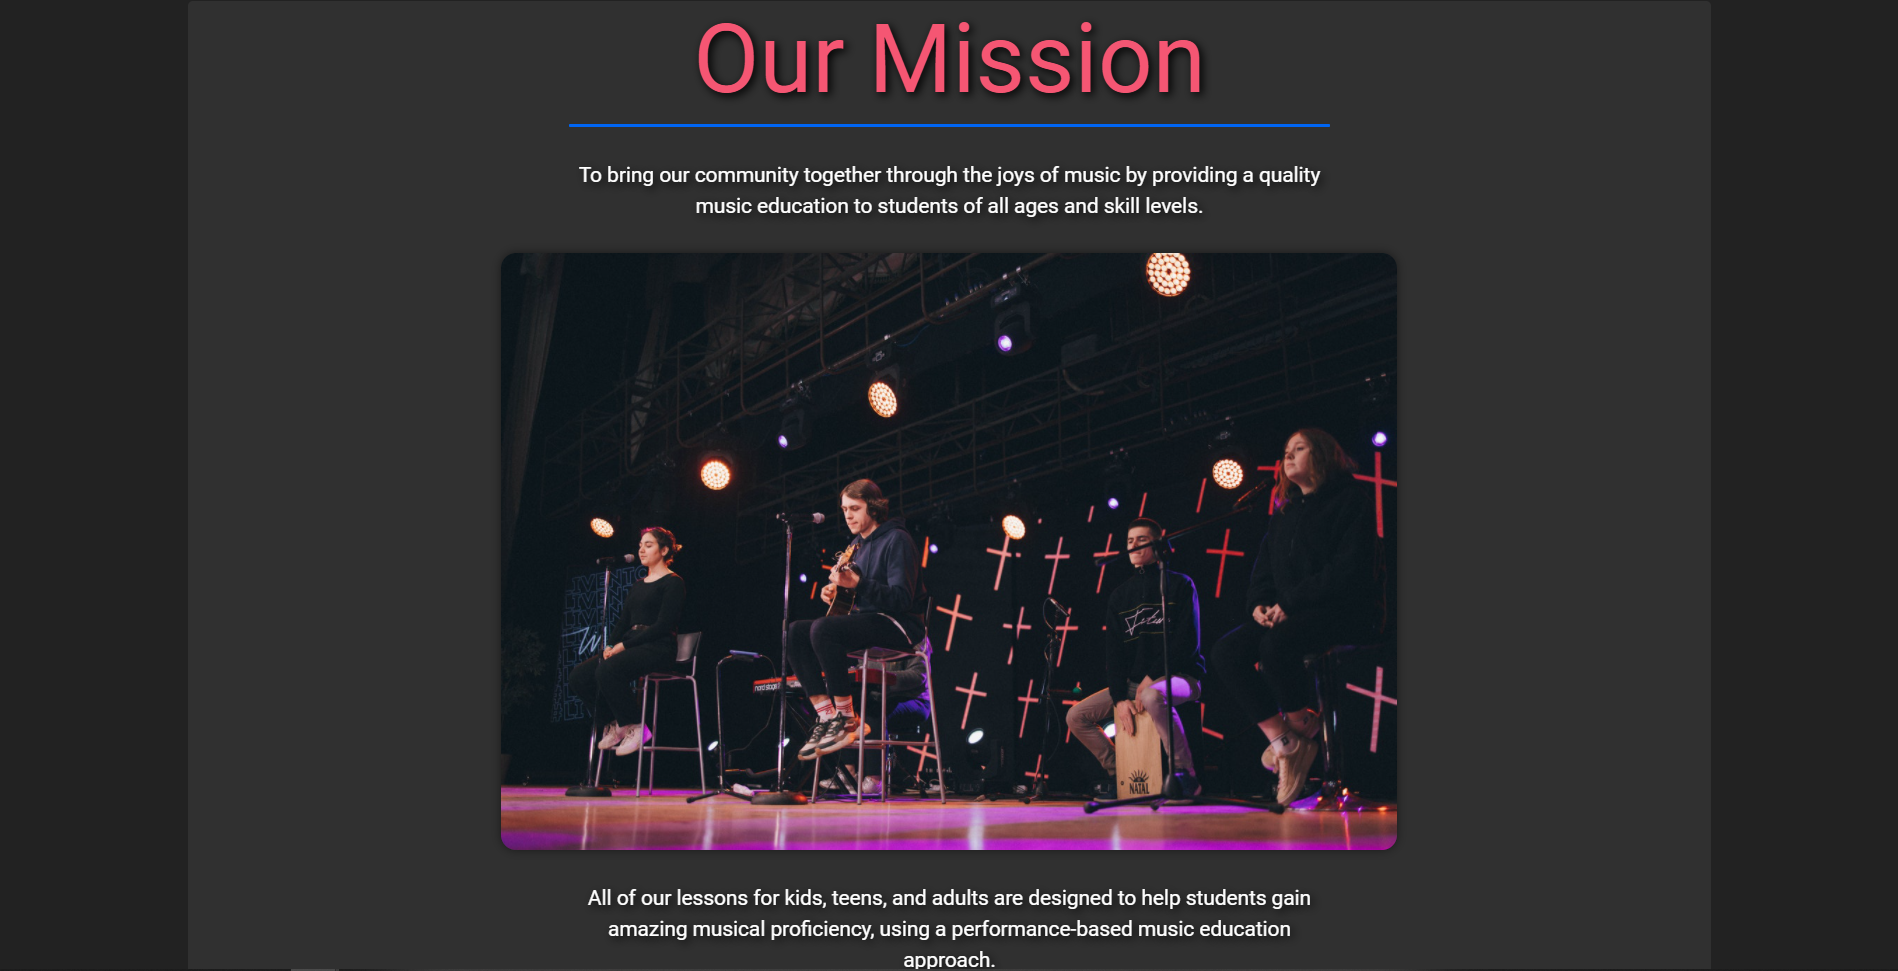 Our Mission
To bring our community together through the joys of music by providing a quality
music education to students of all ages and skill levels.
NATAL
All of our lessons for kids, teens, and adults are designed to help students gain
amazing musical proficiency, using a performance-based music education
approach.